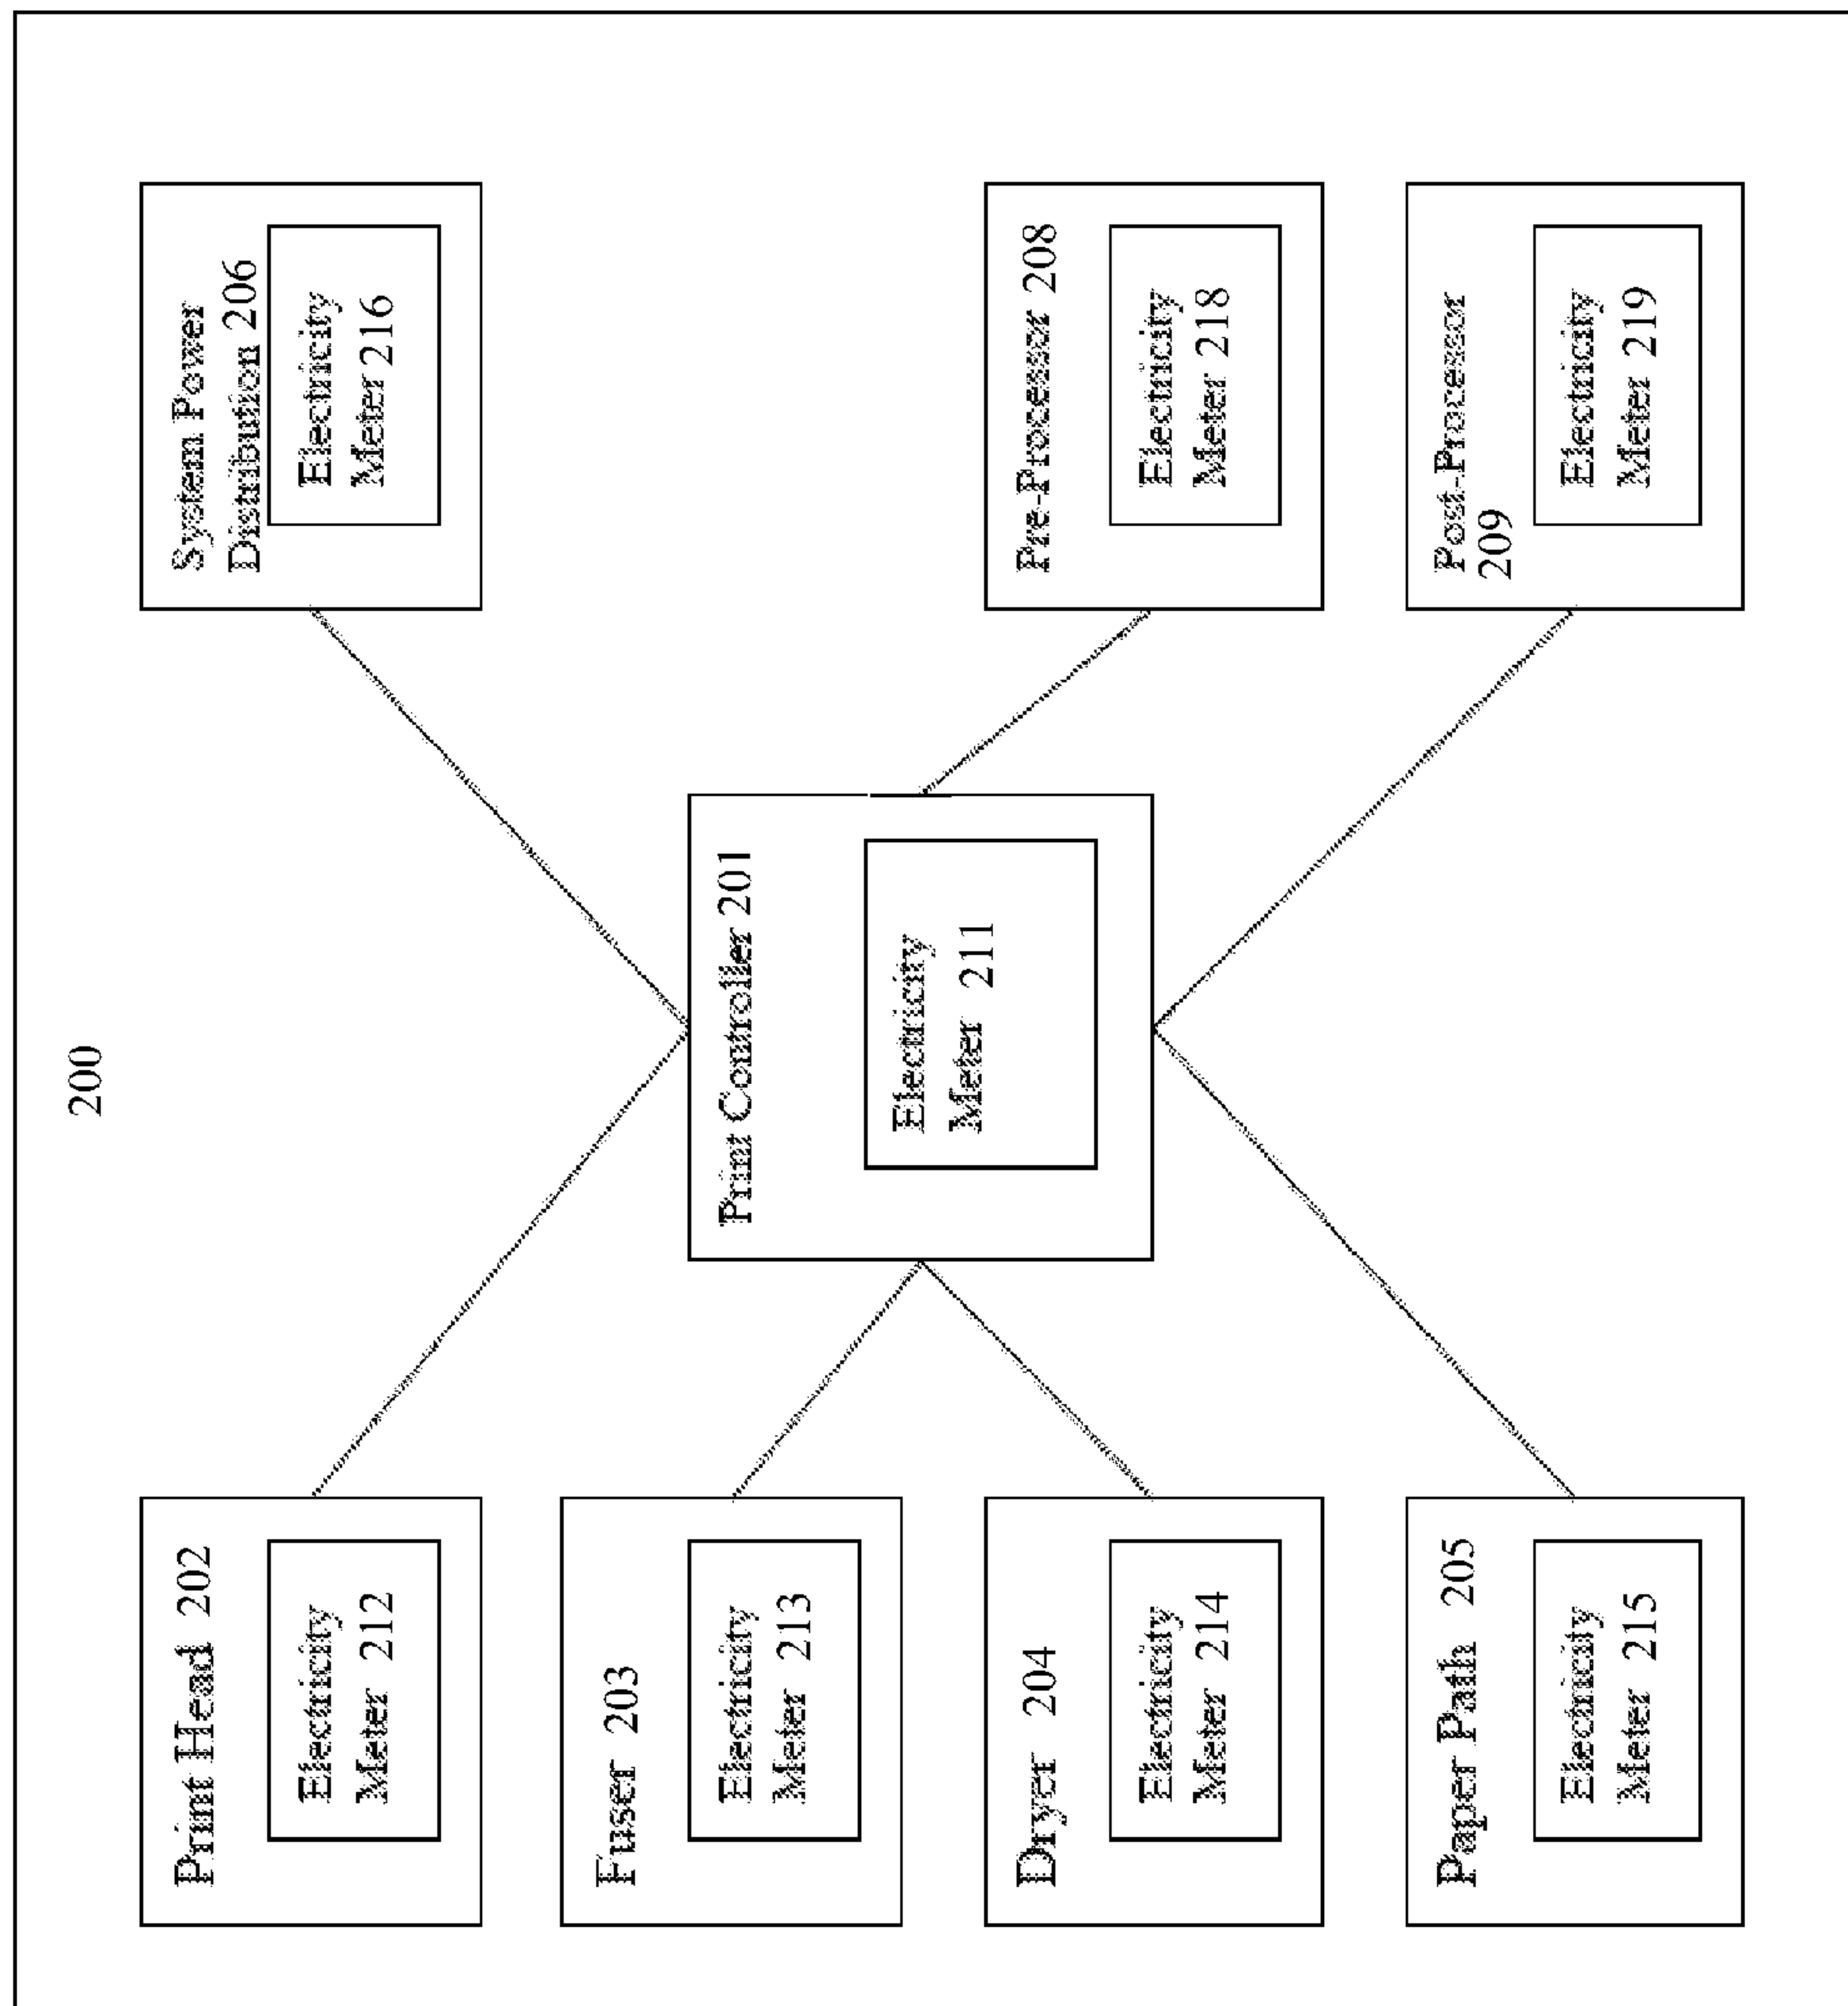 200
Print Head 202
Electricity
Meter 212
System Power
Distribution 206
Electricity
Meter 216
Fuser 203
Electricity
Meter 213
Print Controller 201
Electricity
Meter 211
Dryer 204
Electricity
Meter 214
Pre-Processor 208
Electricity
Meter 218
Paper Path 205
Electricity
Meter 215
Post-Processor
209
Electricity
Meter 219